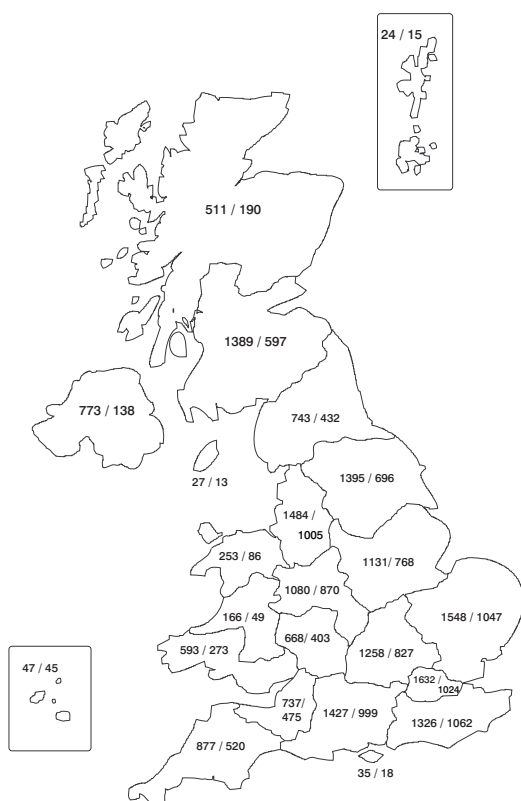 24 / 15
511 / 190
1389 / 597
773 / 138
743 / 432
27 / 13
1395 / 696
1484 /
1005
253 / 86
1131 / 768
1080 / 870
166 / 49
1548 / 1047
668 / 403
593 / 273
1258 / 827
47 / 45
1632 /
1024
737/
475
1427 / 999
1326 / 1062
877 / 520
35 / 18